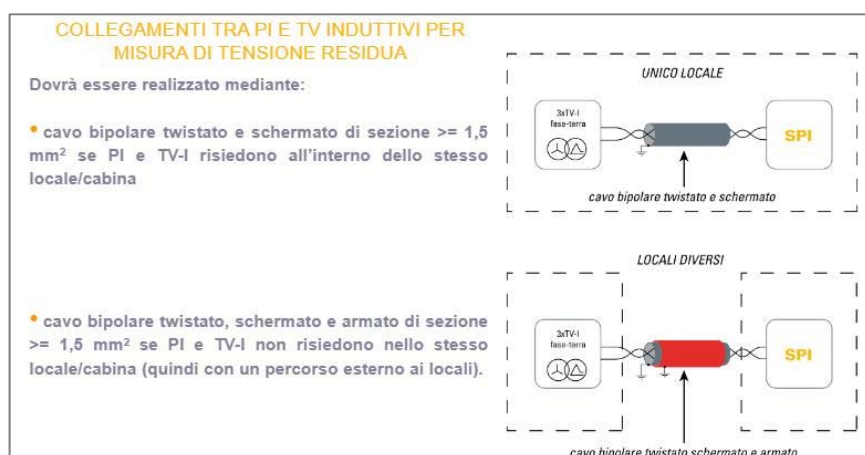 COLLEGAMENTI TRA PI E TV INDUTTIVI PER
MISURA DI TENSIONE RESIDUA
Dovrà essere realizzato mediante:
• cavo bipolare twistato e schermato di sezione >= 1,5
mm² se PI e TV-I risiedono all'interno dello stesso
locale/cabina
• cavo bipolare twistato, schermato e armato di sezione
>= 1,5 mm² se PI e TV-I non risiedono nello stesso
locale/cabina (quindi con un percorso esterno ai locali).
UNICO LOCALE
3xTV-I
fase-terra
SPI
cavo bipolare twistato e schermato
LOCALI DIVERSI
3xTV-I
fase-terra
SPI
cavo bipolare twistato schermato e armato